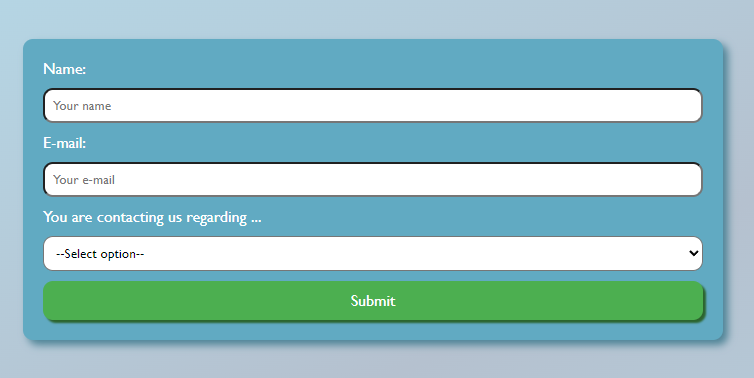 Name:
Your name
E-mail:
Your e-mail
You are contacting us regarding ...
--Select option--
Submit